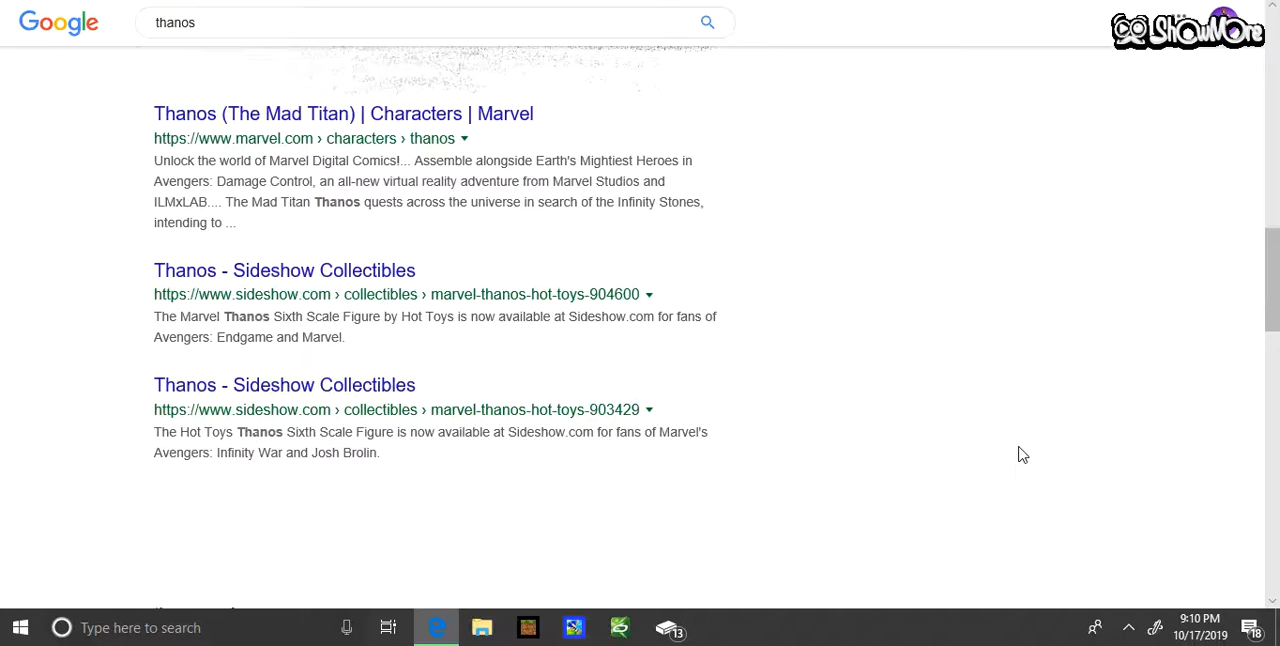 Google
thanos
ShowMore
Thanos (The Mad Titan) | Characters | Marvel
https://www.marvel.com › characters › thanos
Unlock the world of Marvel Digital Comics!... Assemble alongside Earth's Mightiest Heroes in
Avengers: Damage Control, an all-new virtual reality adventure from Marvel Studios and
ILMxLAB.... The Mad Titan Thanos quests across the universe in search of the Infinity Stones,
intending to ...
Thanos - Sideshow Collectibles
https://www.sideshow.com › collectibles › marvel-thanos-hot-toys-904600
The Marvel Thanos Sixth Scale Figure by Hot Toys is now available at Sideshow.com for fans of
Avengers: Endgame and Marvel.
Thanos - Sideshow Collectibles
https://www.sideshow.com › collectibles › marvel-thanos-hot-toys-903429
The Hot Toys Thanos Sixth Scale Figure is now available at Sideshow.com for fans of Marvel's
Avengers: Infinity War and Josh Brolin.
Type here to search
13
9:10 PM
10/17/2019
18